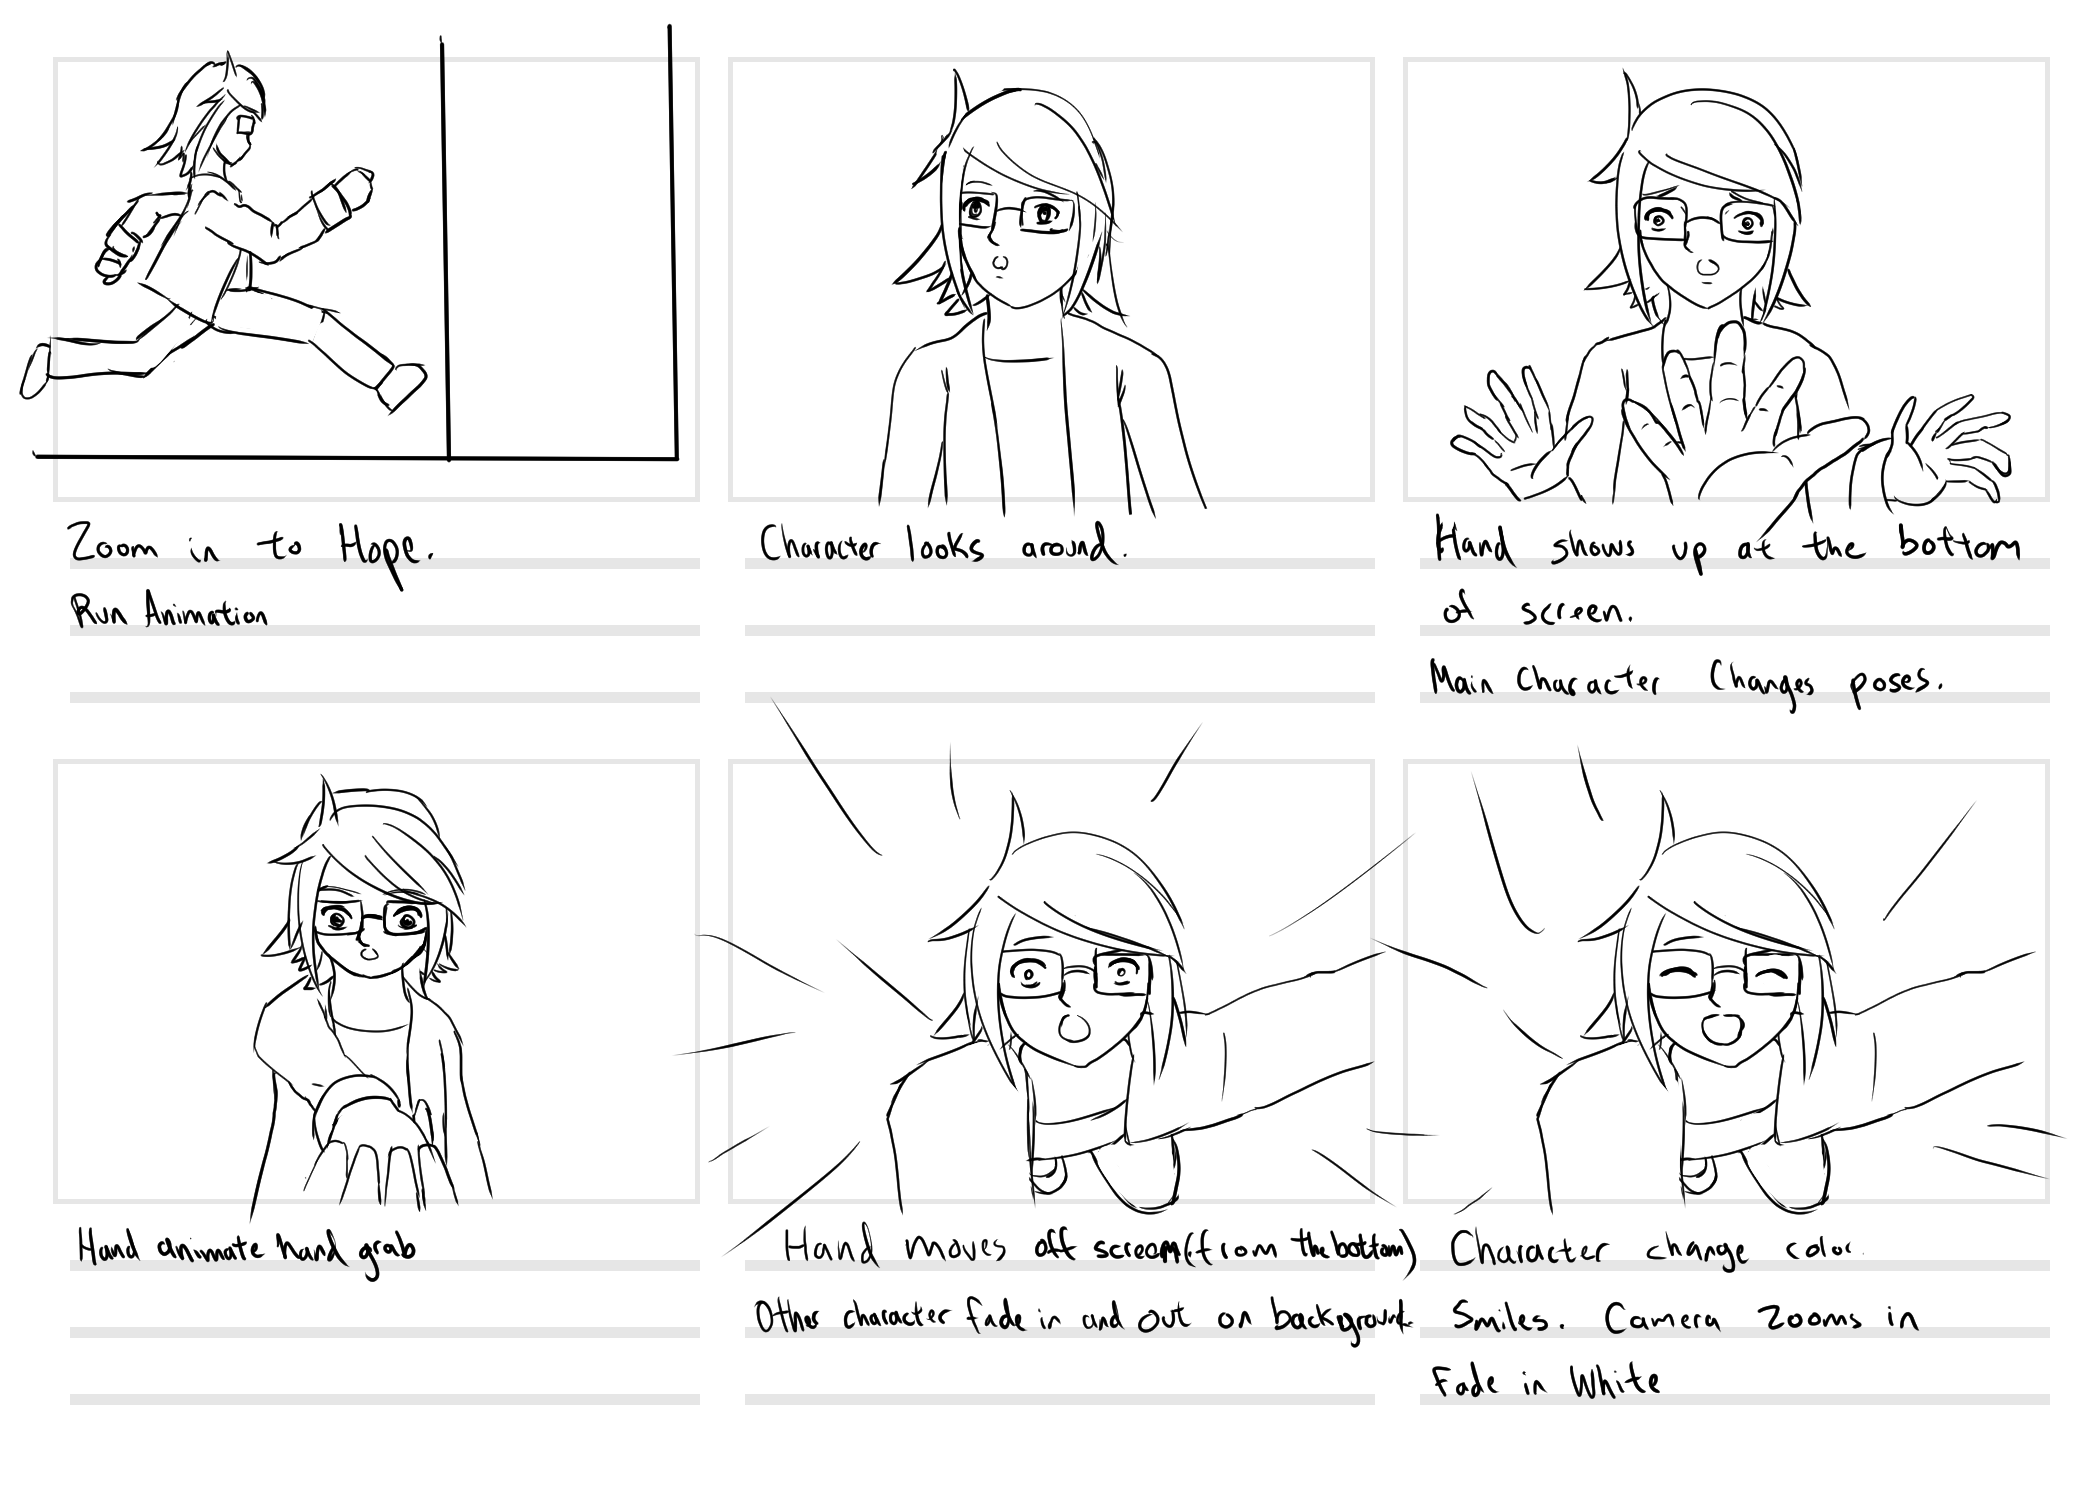 Zoom in to Hope.
Run Animation
Character looks around.
Hand shows up at the bottom
of screen.
Main Character Changes poses.
Hand animate hand grab
Hand moves off screen (from the bottom)
Other character fade in and out on background.
Character change color.
Smiles. Camera Zooms in
Fade in White